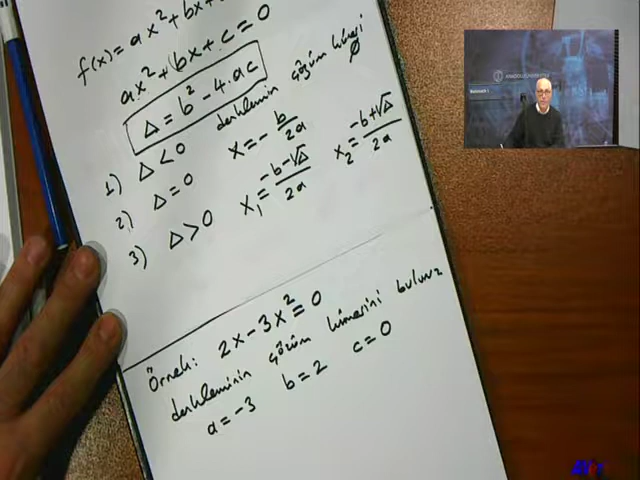 f(x) = ax² + bx +
ax² + bx + c = 0
Δ = b² - 4.ac
1) Δ < 0 denklemin çözüm kümesi ∅
2) Δ = 0 x = -b/2a
3) Δ > 0 x₁ = (-b-√Δ)/2a x₂ = (-b+√Δ)/2a
Örnek: 2x - 3x² = 0
denkleminin çözüm kümesini bulunuz
a = -3 b = 2 c = 0